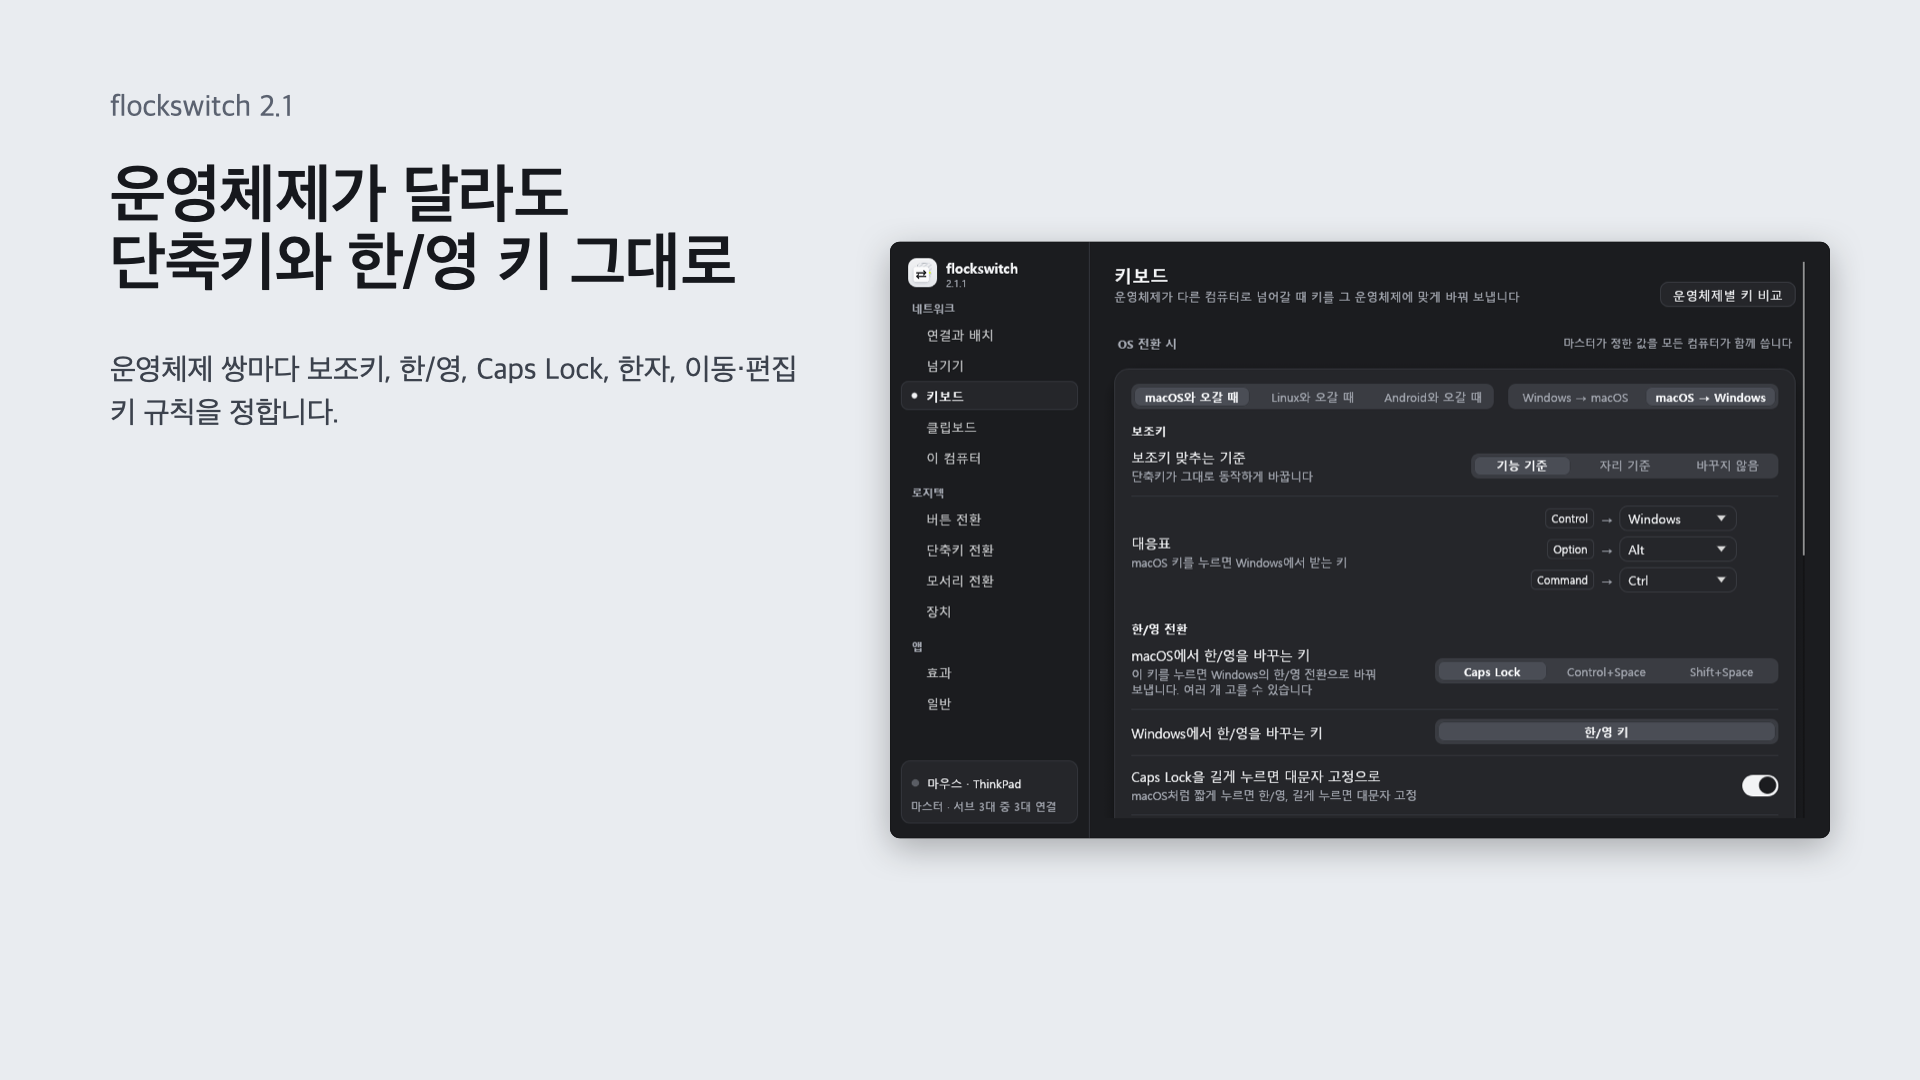 flockswitch 2.1
운영체제가 달라도
단축키와 한/영 키 그대로
운영체제 쌍마다 보조키, 한/영, Caps Lock, 한자, 이동·편집
키 규칙을 정합니다.
flockswitch
2.1.1
네트워크
연결과 배치
넘기기
키보드
클립보드
이 컴퓨터
로지텍
버튼 전환
단축키 전환
모서리 전환
장치
앱
효과
일반
마우스 · ThinkPad
마스터 · 서브 3대 중 3대 연결
키보드
운영체제가 다른 컴퓨터로 넘어갈 때 키를 그 운영체제에 맞게 바꿔 보냅니다
운영체제별 키 비교
OS 전환 시
마스터가 정한 값을 모든 컴퓨터가 함께 씁니다
macOS와 오갈 때 Linux와 오갈 때 Android와 오갈 때 Windows → macOS macOS → Windows
보조키
보조키 맞추는 기준
단축키가 그대로 동작하게 바꿉니다
기능 기준 자리 기준 바꾸지 않음
대응표
macOS 키를 누르면 Windows에서 받는 키
Control → Windows
Option → Alt
Command → Ctrl
한/영 전환
macOS에서 한/영을 바꾸는 키
이 키를 누르면 Windows의 한/영 전환으로 바꿔
보냅니다. 여러 개 고를 수 있습니다
Caps Lock Control+Space Shift+Space
Windows에서 한/영을 바꾸는 키
한/영 키
Caps Lock을 길게 누르면 대문자 고정으로
macOS처럼 짧게 누르면 한/영, 길게 누르면 대문자 고정